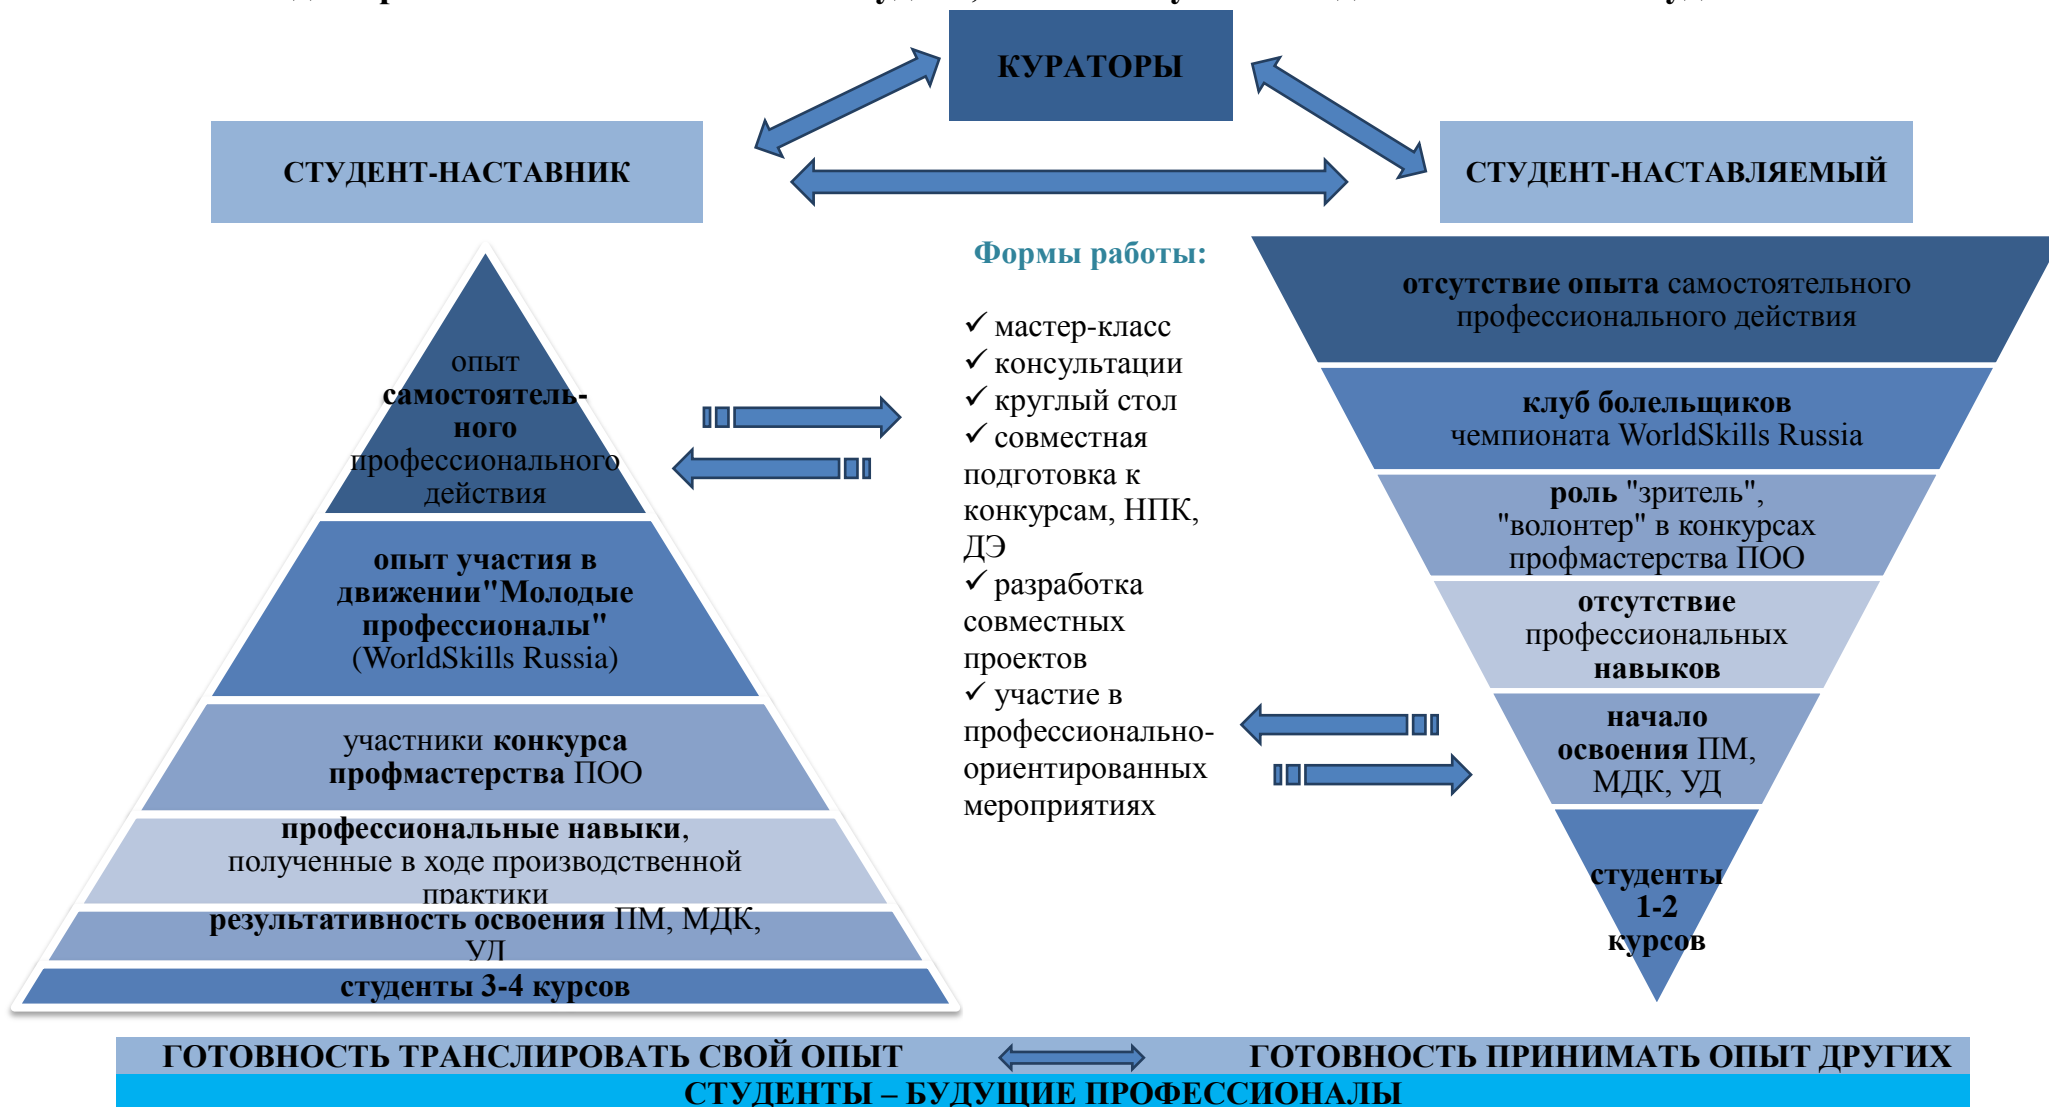 КУРАТОРЫ
СТУДЕНТ-НАСТАВНИК
СТУДЕНТ-НАСТАВЛЯЕМЫЙ
опыт
самостоятель-
ного
профессионального
действия
опыт участия в
движении"Молодые
профессионалы"
(WorldSkills Russia)
участники конкурса
профмастерства ПОО
профессиональные навыки,
полученные в ходе производственной
практики
результативность освоения ПМ, МДК,
УД
студенты 3-4 курсов
Формы работы:
✓ мастер-класс
✓ консультации
✓ круглый стол
✓ совместная
подготовка к
конкурсам, НПК,
ДЭ
✓ разработка
совместных
проектов
✓ участие в
профессионально-
ориентированных
мероприятиях
отсутствие опыта самостоятельного
профессионального действия
клуб болельщиков
чемпионата WorldSkills Russia
роль "зритель",
"волонтер" в конкурсах
профмастерства ПОО
отсутствие
профессиональных
навыков
начало
освоения ПМ,
МДК, УД
студенты
1-2
курсов
ГОТОВНОСТЬ ТРАНСЛИРОВАТЬ СВОЙ ОПЫТ
ГОТОВНОСТЬ ПРИНИМАТЬ ОПЫТ ДРУГИХ
СТУДЕНТЫ – БУДУЩИЕ ПРОФЕССИОНАЛЫ